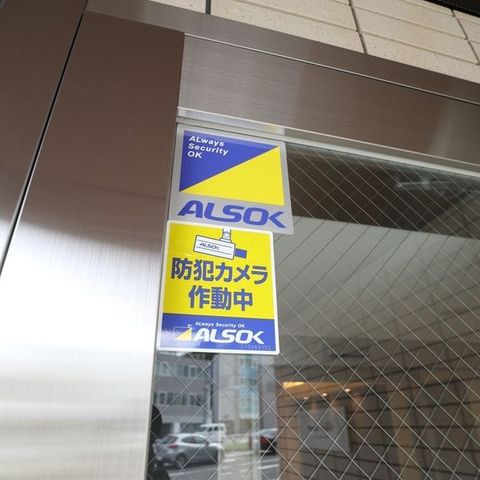 ALways
Security
OK
ALSOK
ALSOK
防犯カメラ
作動中
ALways Security OK
ALSOK